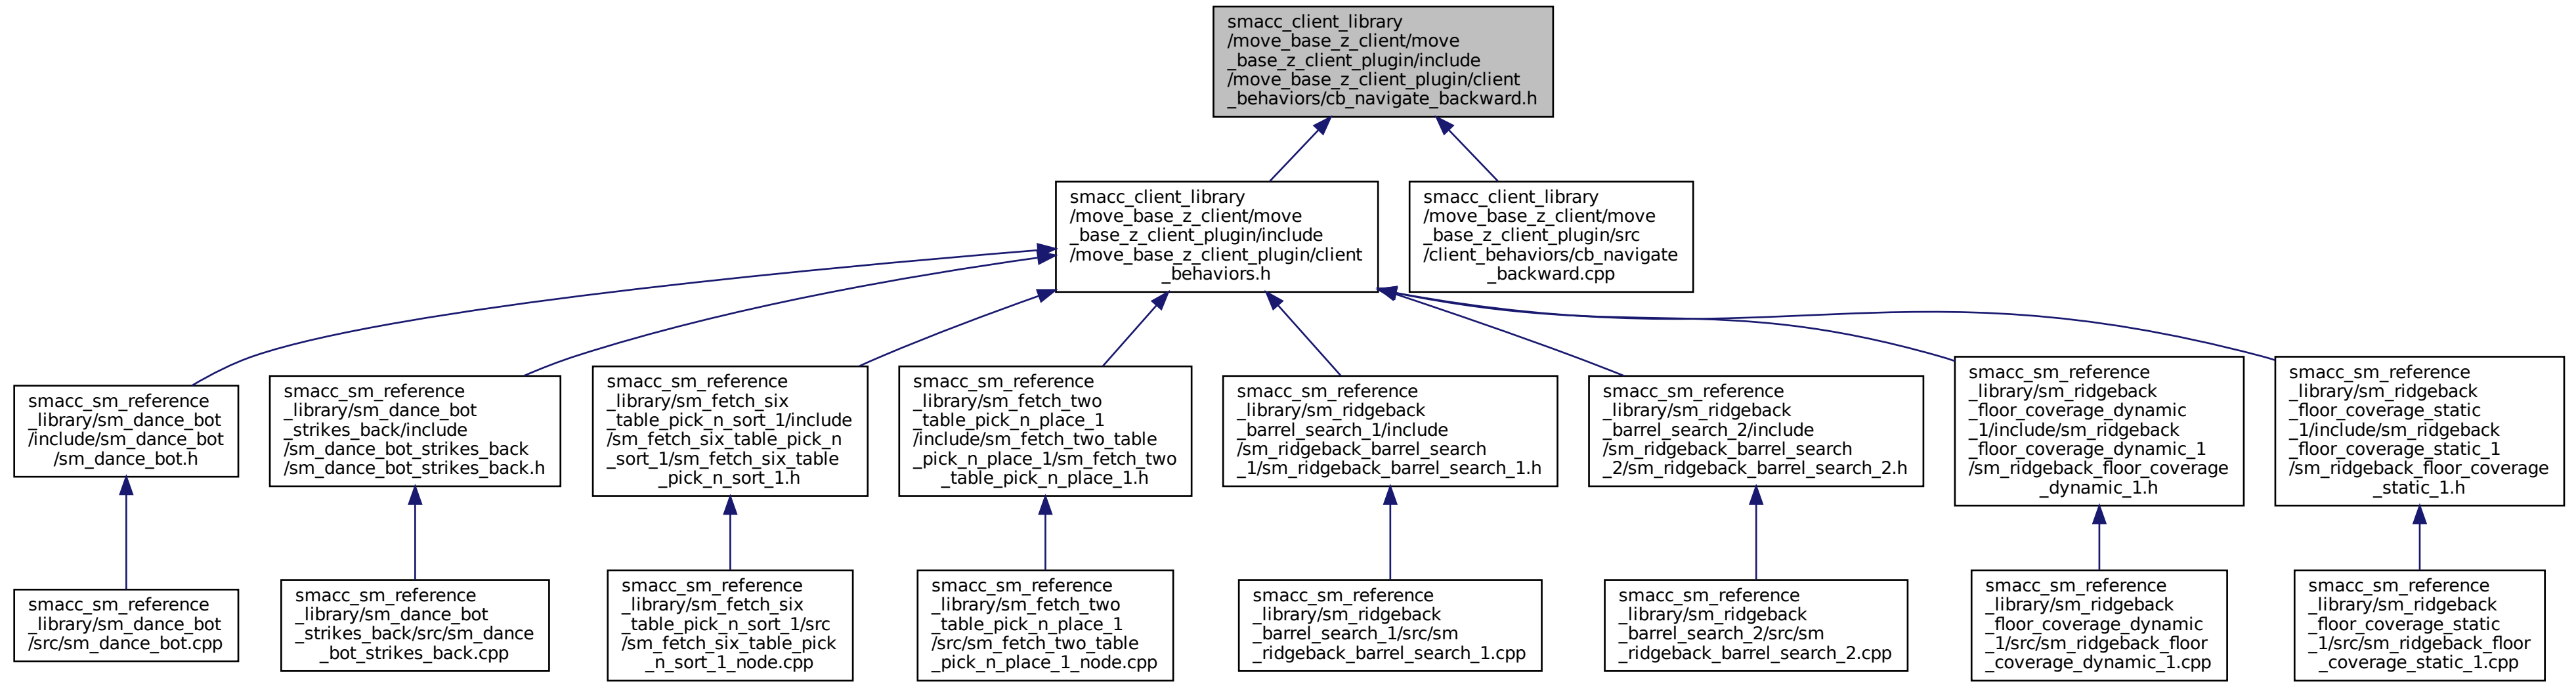 smacc_client_library
/move_base_z_client/move
_base_z_client_plugin/include
/move_base_z_client_plugin/client
_behaviors/cb_navigate_backward.h
smacc_client_library
/move_base_z_client/move
_base_z_client_plugin/include
/move_base_z_client_plugin/client
_behaviors.h
smacc_client_library
/move_base_z_client/move
_base_z_client_plugin/src
/client_behaviors/cb_navigate
_backward.cpp
smacc_sm_reference
_library/sm_dance_bot
/include/sm_dance_bot
/sm_dance_bot.h
smacc_sm_reference
_library/sm_dance_bot
_strikes_back/include
/sm_dance_bot_strikes_back
/sm_dance_bot_strikes_back.h
smacc_sm_reference
_library/sm_fetch_six
_table_pick_n_sort_1/include
/sm_fetch_six_table_pick_n
_sort_1/sm_fetch_six_table
_pick_n_sort_1.h
smacc_sm_reference
_library/sm_fetch_two
_table_pick_n_place_1
/include/sm_fetch_two_table
_pick_n_place_1/sm_fetch_two
_table_pick_n_place_1.h
smacc_sm_reference
_library/sm_ridgeback
_barrel_search_1/include
/sm_ridgeback_barrel_search
_1/sm_ridgeback_barrel_search_1.h
smacc_sm_reference
_library/sm_ridgeback
_barrel_search_2/include
/sm_ridgeback_barrel_search
_2/sm_ridgeback_barrel_search_2.h
smacc_sm_reference
_library/sm_ridgeback
_floor_coverage_dynamic
_1/include/sm_ridgeback
_floor_coverage_dynamic_1
/sm_ridgeback_floor_coverage
_dynamic_1.h
smacc_sm_reference
_library/sm_ridgeback
_floor_coverage_static
_1/include/sm_ridgeback
_floor_coverage_static_1
/sm_ridgeback_floor_coverage
_static_1.h
smacc_sm_reference
_library/sm_dance_bot
/src/sm_dance_bot.cpp
smacc_sm_reference
_library/sm_dance_bot
_strikes_back/src/sm_dance
_bot_strikes_back.cpp
smacc_sm_reference
_library/sm_fetch_six
_table_pick_n_sort_1/src
/sm_fetch_six_table_pick
_n_sort_1_node.cpp
smacc_sm_reference
_library/sm_fetch_two
_table_pick_n_place_1
/src/sm_fetch_two_table
_pick_n_place_1_node.cpp
smacc_sm_reference
_library/sm_ridgeback
_barrel_search_1/src/sm
_ridgeback_barrel_search_1.cpp
smacc_sm_reference
_library/sm_ridgeback
_barrel_search_2/src/sm
_ridgeback_barrel_search_2.cpp
smacc_sm_reference
_library/sm_ridgeback
_floor_coverage_dynamic
_1/src/sm_ridgeback_floor
_coverage_dynamic_1.cpp
smacc_sm_reference
_library/sm_ridgeback
_floor_coverage_static
_1/src/sm_ridgeback_floor
_coverage_static_1.cpp